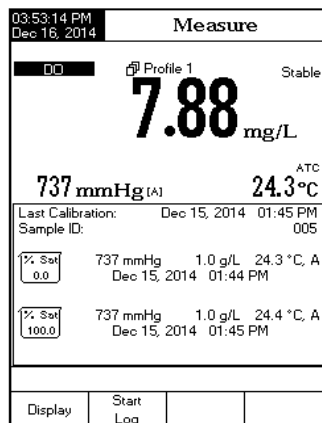 03:53:14 PM
Dec 16, 2014
Measure
DO
Profile 1
Stable
7.88 mg/L
ATC
737 mmHg [A]
24.3°C
Last Calibration: Dec 15, 2014 01:45 PM
Sample ID: 005
% Sat
0.0
737 mmHg 1.0 g/L 24.3 °C, A
Dec 15, 2014 01:44 PM
% Sat
100.0
737 mmHg 1.0 g/L 24.4 °C, A
Dec 15, 2014 01:45 PM
Display
Start
Log